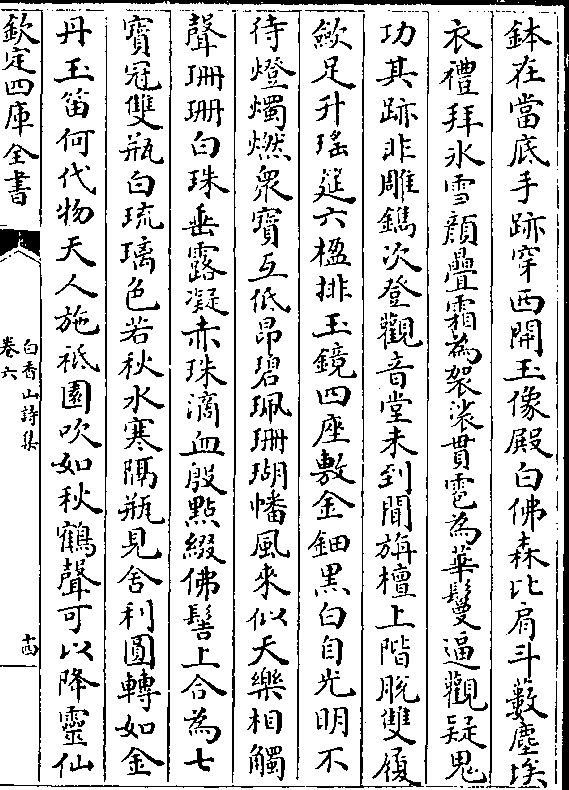 鉢在當底手跡穿西開玉像殿白佛森比肩斗藪塵埃
衣禮拜氷雪顔疊霜為袈裟貫雹為華鬘逼觀疑鬼
功其跡非雕鐫次登觀音堂未到聞旃檀上階脫雙履
歛足升瑤筵六楹排玉鏡四座敷金鈿黑白自光明不
待燈燭燃衆寳互低昂碧珮珊瑚幡風來似天樂相觸
聲珊珊白珠垂露凝赤珠滴血殷點綴佛髻上合為七
寳冠雙瓶白琉璃色若秋水寒隔瓶見舍利圓轉如金
丹玉笛何代物天人施祇園吹如秋鶴聲可以降靈仙
欽定四庫全書
白香山詩集
卷六
十四